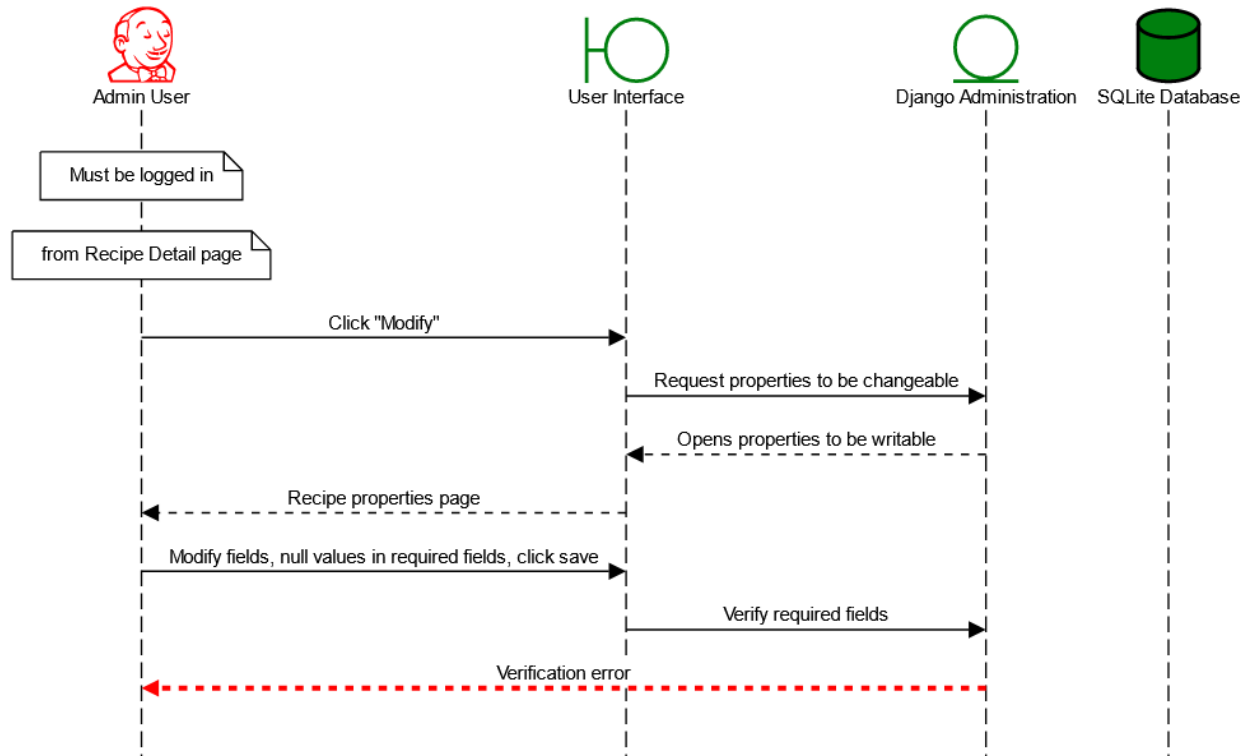 Admin User
User Interface
Django Administration
SQLite Database
Must be logged in
from Recipe Detail page
Click "Modify"
Request properties to be changeable
Opens properties to be writable
Recipe properties page
Modify fields, null values in required fields, click save
Verify required fields
Verification error